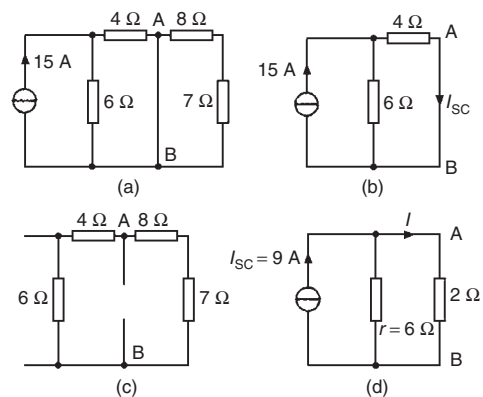 4 Ω A 8 Ω
15 A
6 Ω
7 Ω
B
(a)
4 Ω
A
15 A
6 Ω
I_SC
B
(b)
4 Ω A 8 Ω
6 Ω
7 Ω
B
(c)
I
A
I_SC = 9 A
2 Ω
r = 6 Ω
B
(d)